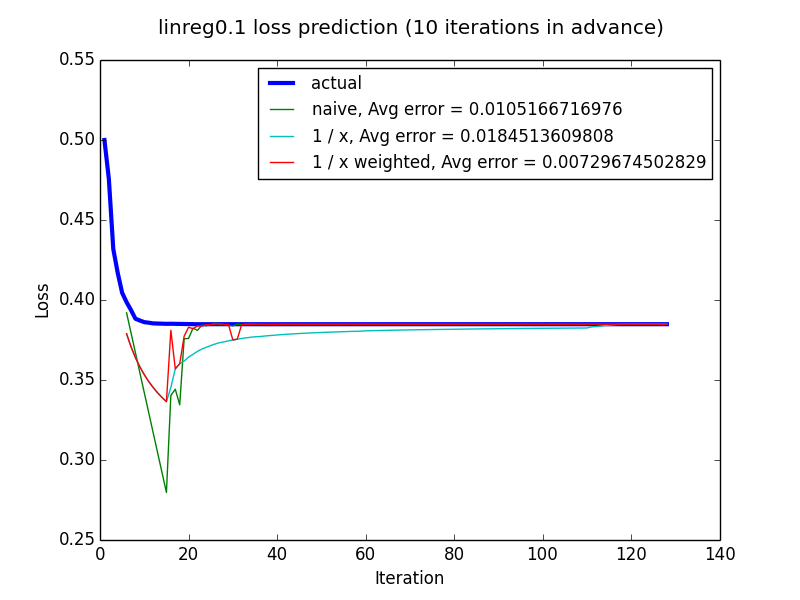 linreg0.1 loss prediction (10 iterations in advance)
actual
naive, Avg error = 0.0105166716976
1 / x, Avg error = 0.0184513609808
1 / x weighted, Avg error = 0.00729674502829
Loss
0.55
0.50
0.45
0.40
0.35
0.30
0.25
0 20 40 60 80 100 120 140
Iteration